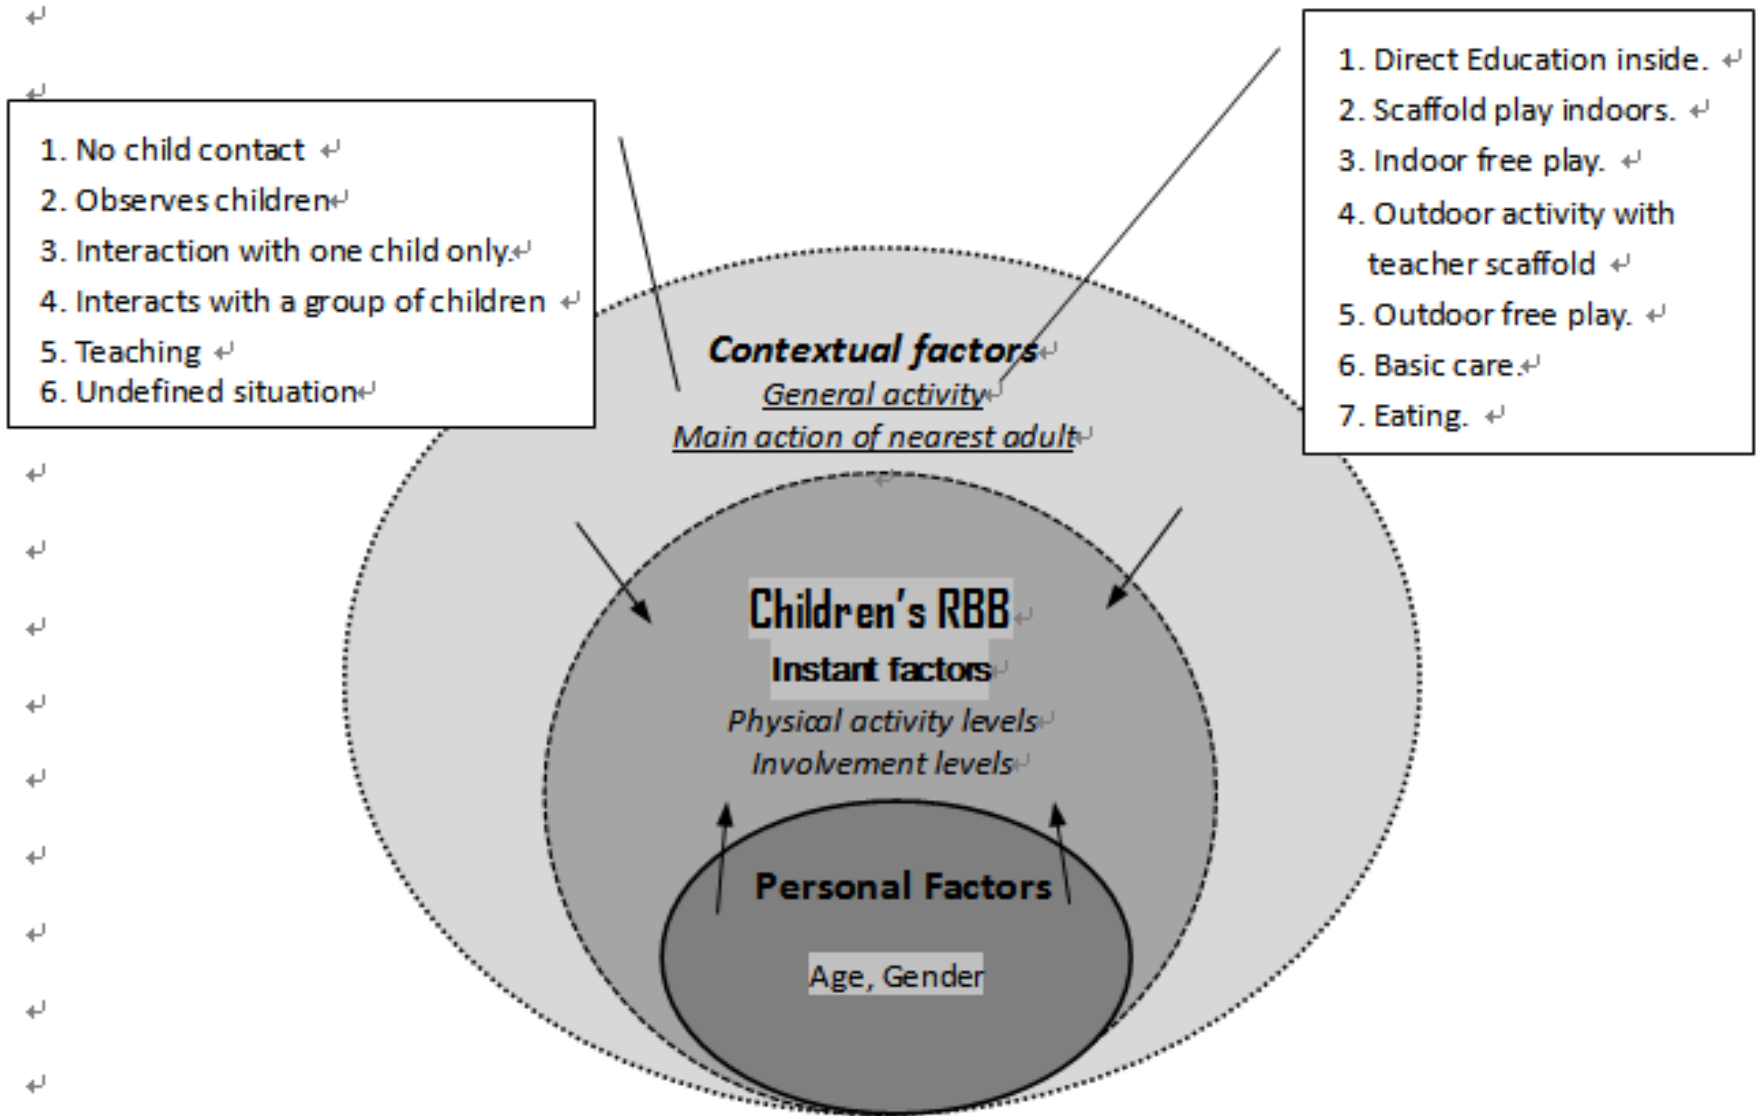 1. No child contact
2. Observes children
3. Interaction with one child only.
4. Interacts with a group of children
5. Teaching
6. Undefined situation
1. Direct Education inside.
2. Scaffold play indoors.
3. Indoor free play.
4. Outdoor activity with
teacher scaffold
5. Outdoor free play.
6. Basic care.
7. Eating.
Contextual factors
General activity
Main action of nearest adult
Children's RBB
Instant factors
Physical activity levels
Involvement levels
Personal Factors
Age, Gender